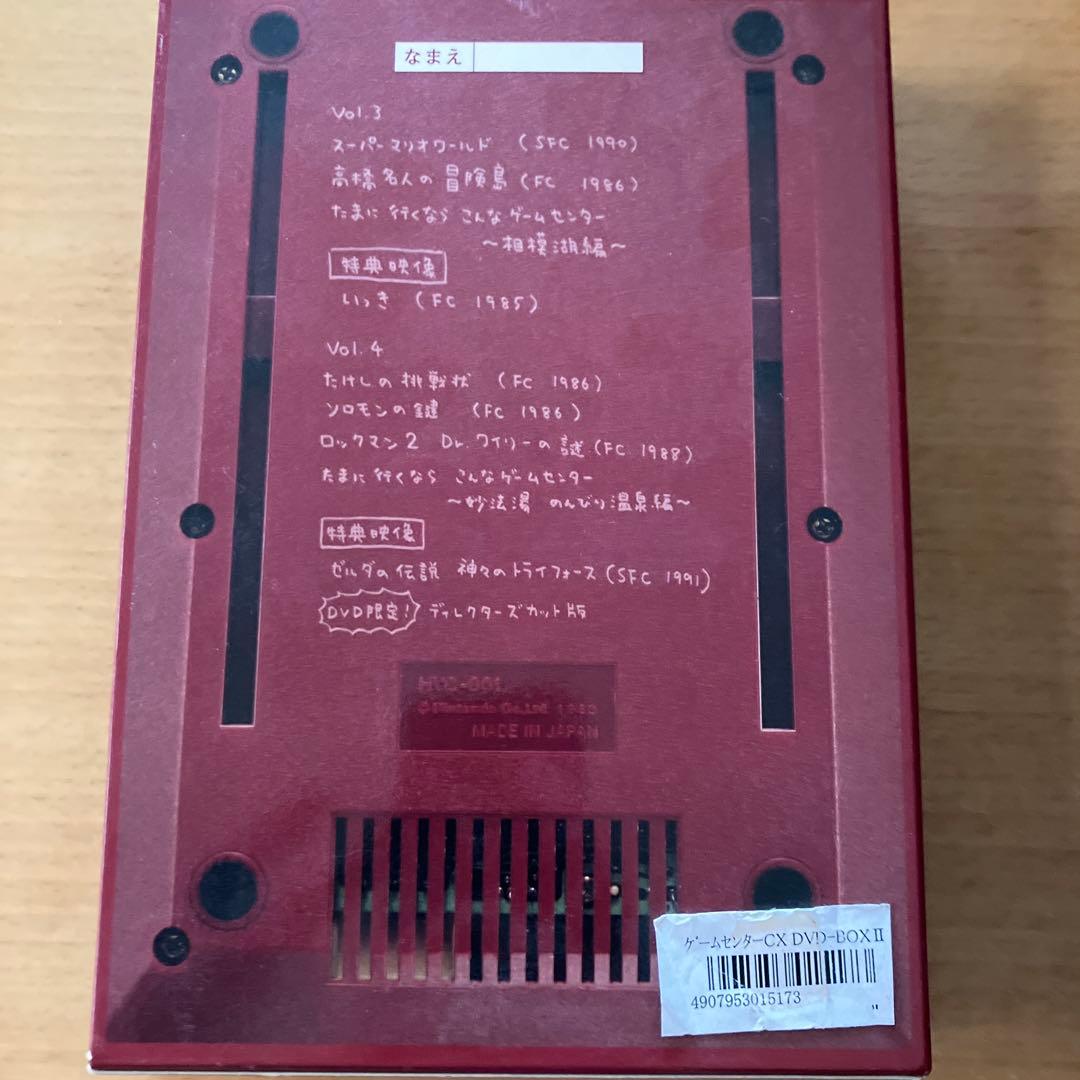 なまえ
Vol.3
スーパーマリオワールド (SFC 1990)
高橋名人の冒険島 (FC 1986)
たまに行くなら こんなゲームセンター
～相模湖編～
特典映像
いっき (FC 1985)
Vol.4
たけしの挑戦状 (FC 1986)
ソロモンの鍵 (FC 1986)
ロックマン2 Dr.ワイリーの謎 (FC 1988)
たまに行くなら こんなゲームセンター
～妙法湯 のんびり温泉編～
特典映像
ゼルダの伝説 神々のトライフォース (SFC 1991)
DVD限定! ディレクターズカット版
HVC-001
© Nintendo Co.,Ltd. 1983
MADE IN JAPAN
ゲームセンターCX DVD-BOXⅡ
4907953015173